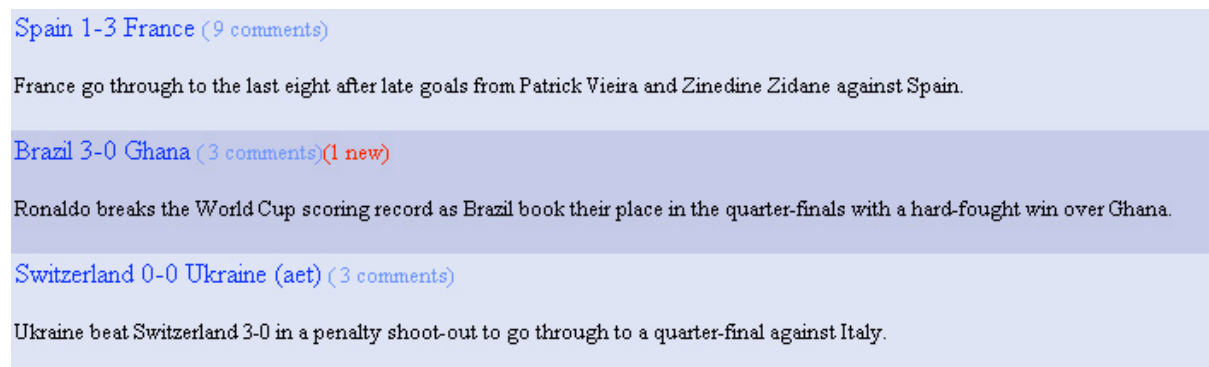 Spain 1-3 France (9 comments)
France go through to the last eight after late goals from Patrick Vieira and Zinedine Zidane against Spain.
Brazil 3-0 Ghana (3 comments)(1 new)
Ronaldo breaks the World Cup scoring record as Brazil book their place in the quarter-finals with a hard-fought win over Ghana.
Switzerland 0-0 Ukraine (aet) (3 comments)
Ukraine beat Switzerland 3-0 in a penalty shoot-out to go through to a quarter-final against Italy.